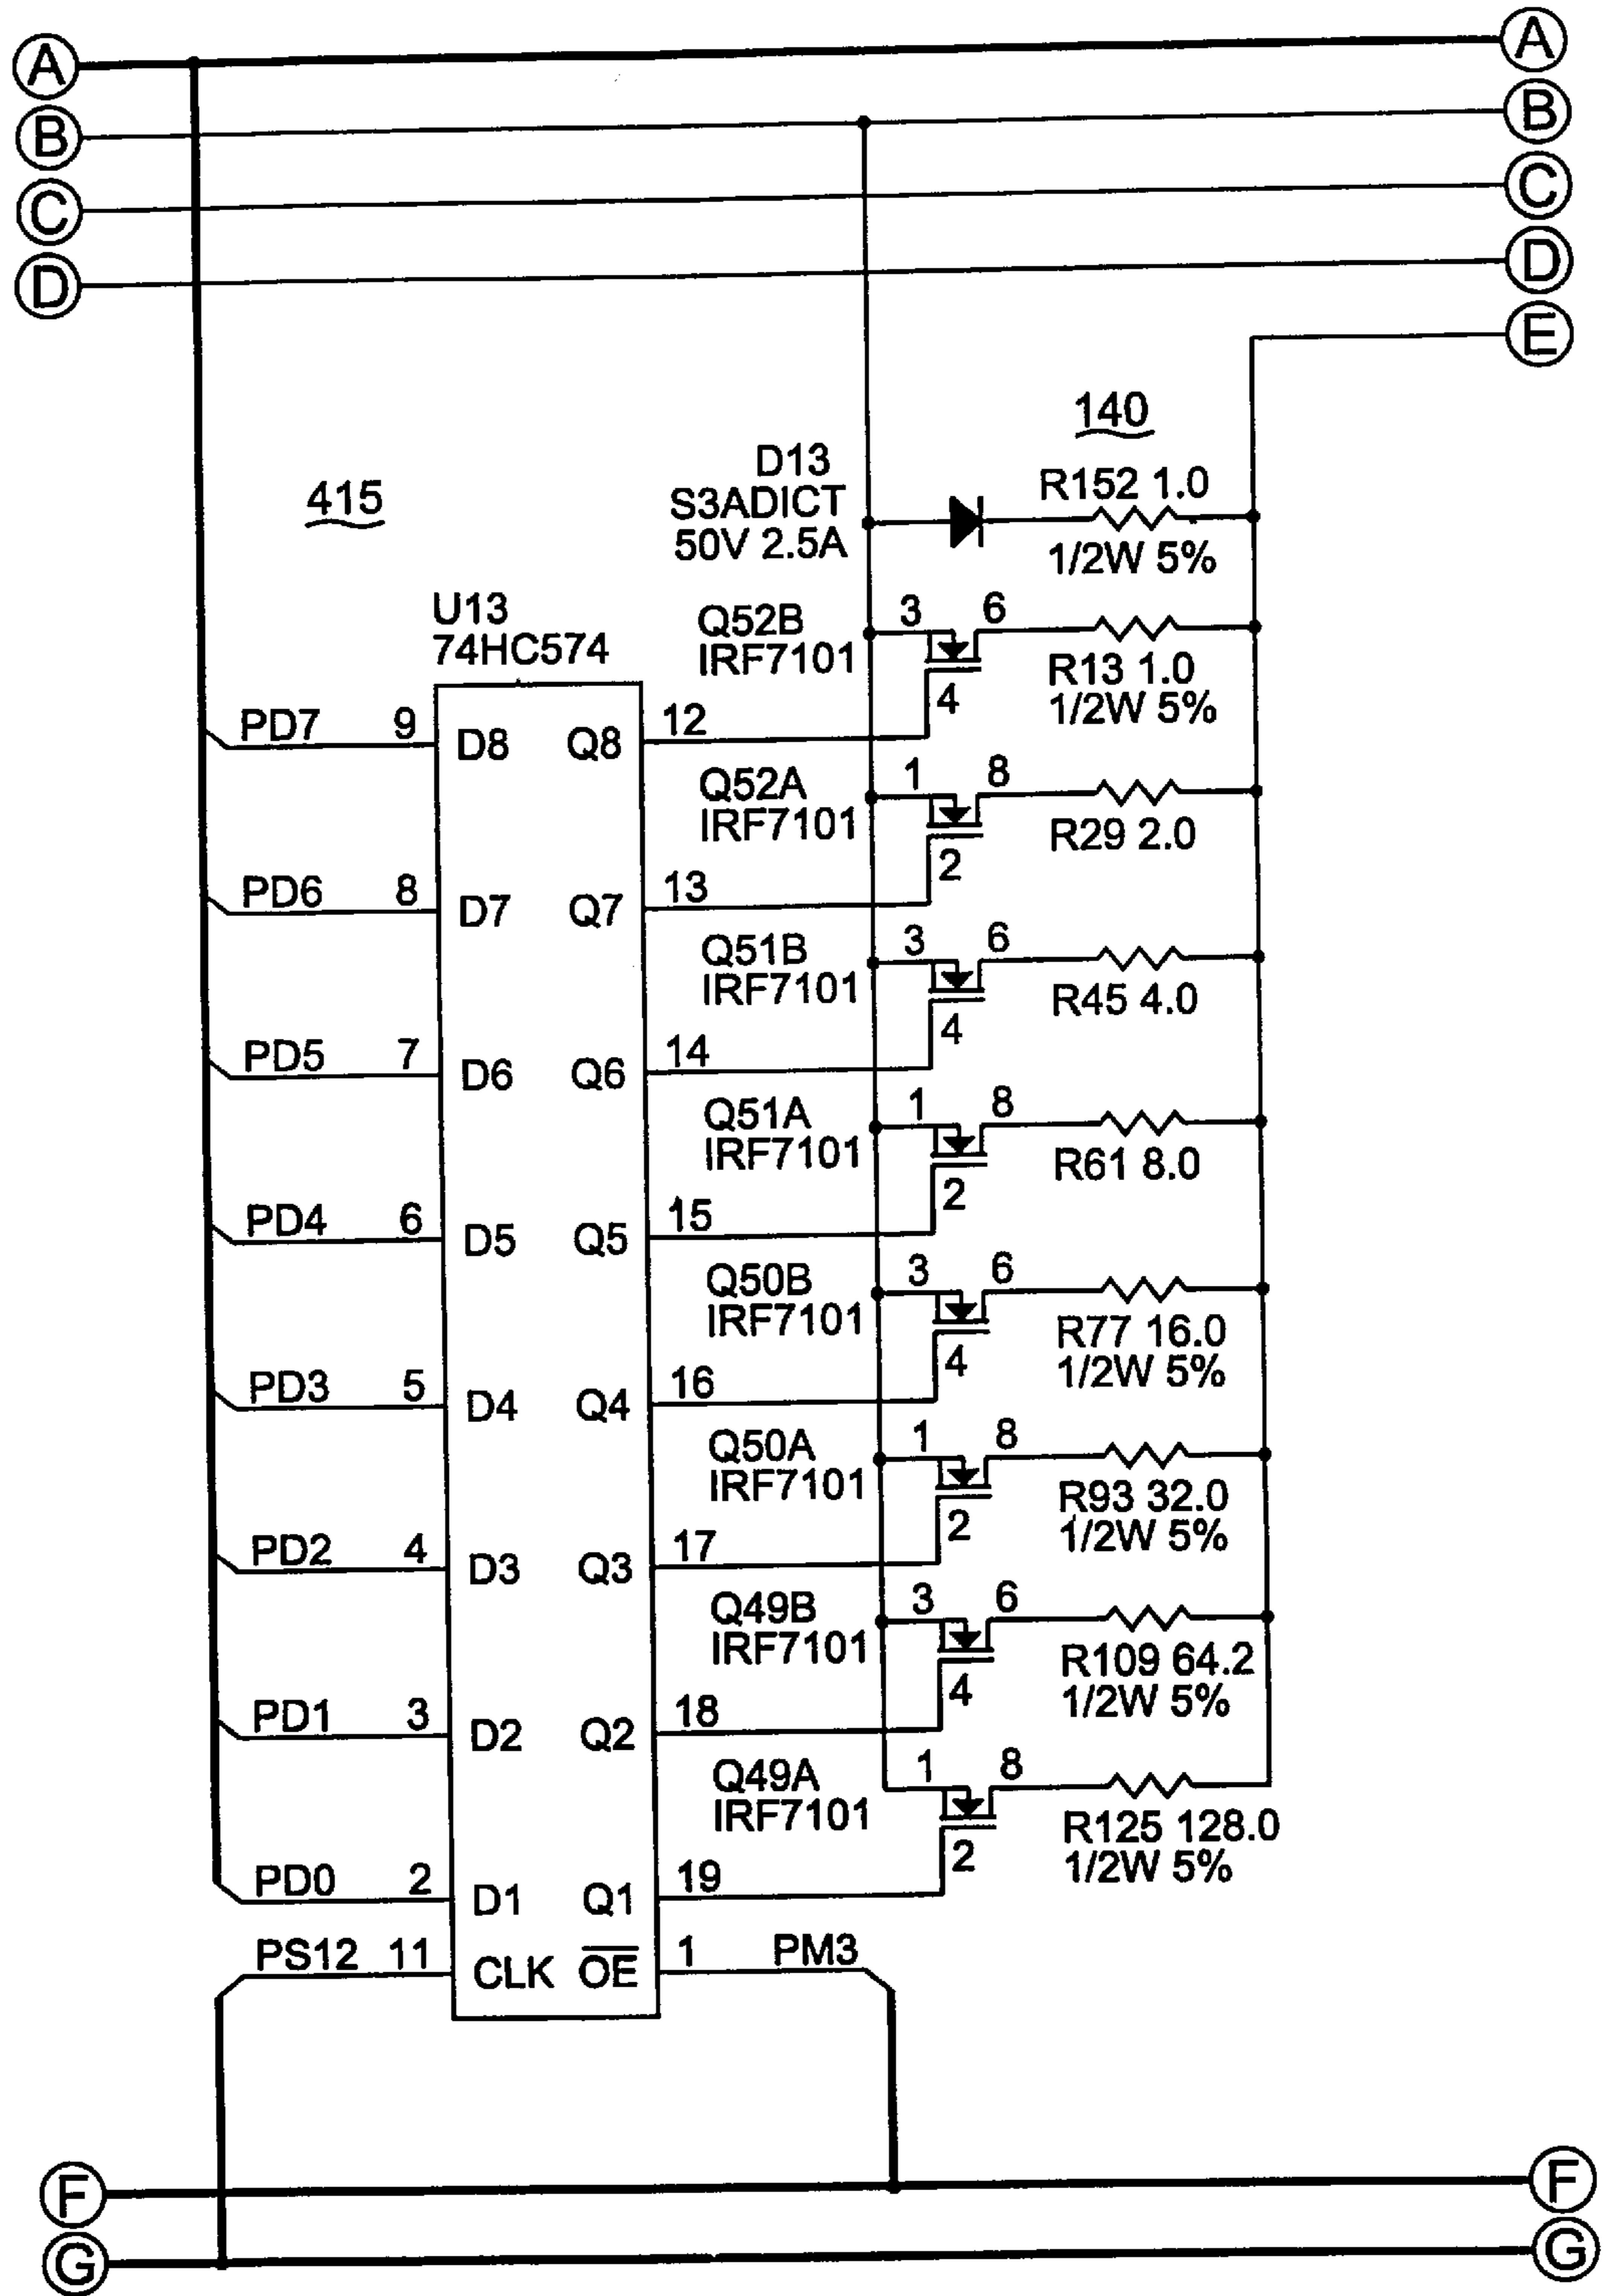 A A
B B
C C
D D
E
140
D13
S3ADICT
50V 2.5A
R152 1.0
1/2W 5%
415
U13
74HC574
Q52B
IRF7101
3 6
4
R13 1.0
1/2W 5%
PD7 9 D8 Q8 12
Q52A
IRF7101
1 8
2
R29 2.0
PD6 8 D7 Q7 13
Q51B
IRF7101
3 6
4
R45 4.0
PD5 7 D6 Q6 14
Q51A
IRF7101
1 8
2
R61 8.0
PD4 6 D5 Q5 15
Q50B
IRF7101
3 6
4
R77 16.0
1/2W 5%
PD3 5 D4 Q4 16
Q50A
IRF7101
1 8
2
R93 32.0
1/2W 5%
PD2 4 D3 Q3 17
Q49B
IRF7101
3 6
4
R109 64.2
1/2W 5%
PD1 3 D2 Q2 18
Q49A
IRF7101
1 8
2
R125 128.0
1/2W 5%
PD0 2 D1 Q1 19
PS12 11 CLK OE 1 PM3
F F
G G